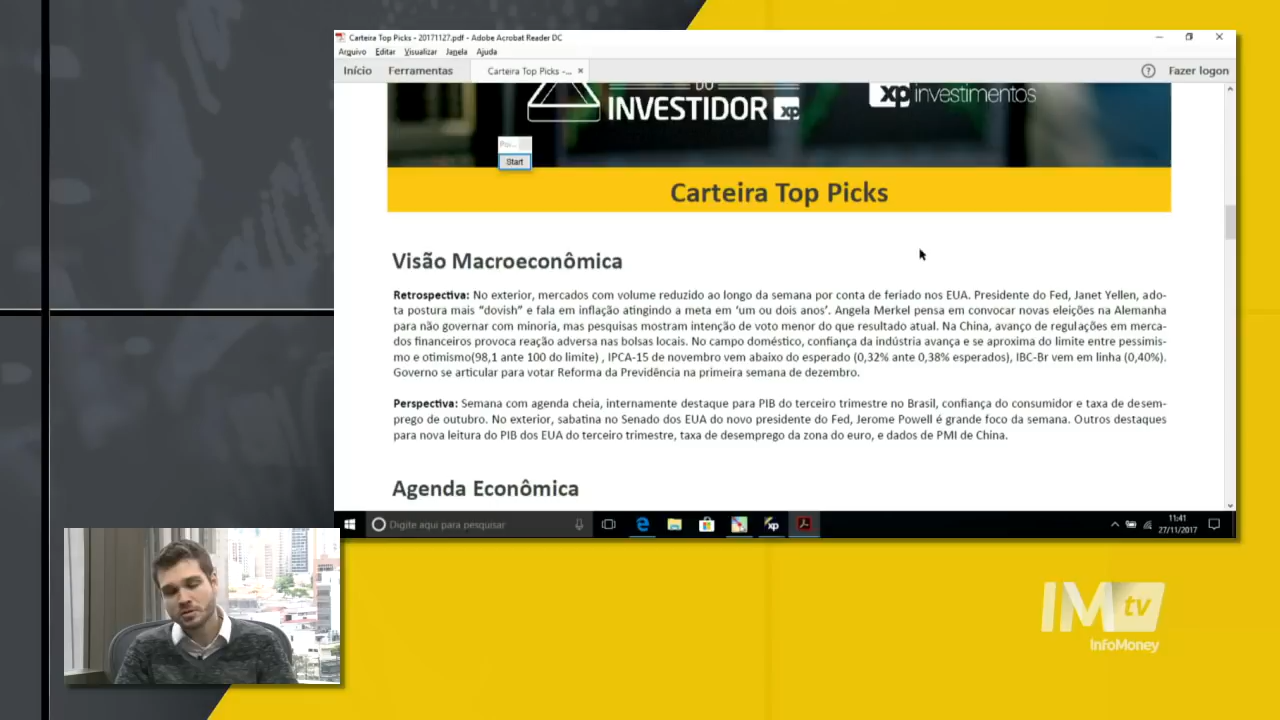 Carteira Top Picks - 20171127.pdf - Adobe Acrobat Reader DC
Arquivo Editar Visualizar Janela Ajuda
Início Ferramentas Carteira Top Picks -... × Fazer logon
DO
INVESTIDOR xp
xp investimentos
Por...
Start
Carteira Top Picks
Visão Macroeconômica
Retrospectiva: No exterior, mercados com volume reduzido ao longo da semana por conta de feriado nos EUA. Presidente do Fed, Janet Yellen, ado-
ta postura mais “dovish” e fala em inflação atingindo a meta em ‘um ou dois anos’. Angela Merkel pensa em convocar novas eleições na Alemanha
para não governar com minoria, mas pesquisas mostram intenção de voto menor do que resultado atual. Na China, avanço de regulações em merca-
dos financeiros provoca reação adversa nas bolsas locais. No campo doméstico, confiança da indústria avança e se aproxima do limite entre pessimis-
mo e otimismo(98,1 ante 100 do limite) , IPCA-15 de novembro vem abaixo do esperado (0,32% ante 0,38% esperados), IBC-Br vem em linha (0,40%).
Governo se articular para votar Reforma da Previdência na primeira semana de dezembro.
Perspectiva: Semana com agenda cheia, internamente destaque para PIB do terceiro trimestre no Brasil, confiança do consumidor e taxa de desem-
prego de outubro. No exterior, sabatina no Senado dos EUA do novo presidente do Fed, Jerome Powell é grande foco da semana. Outros destaques
para nova leitura do PIB dos EUA do terceiro trimestre, taxa de desemprego da zona do euro, e dados de PMI de China.
Agenda Econômica
Digite aqui para pesquisar
xp
11:41
27/11/2017
IM tv
InfoMoney